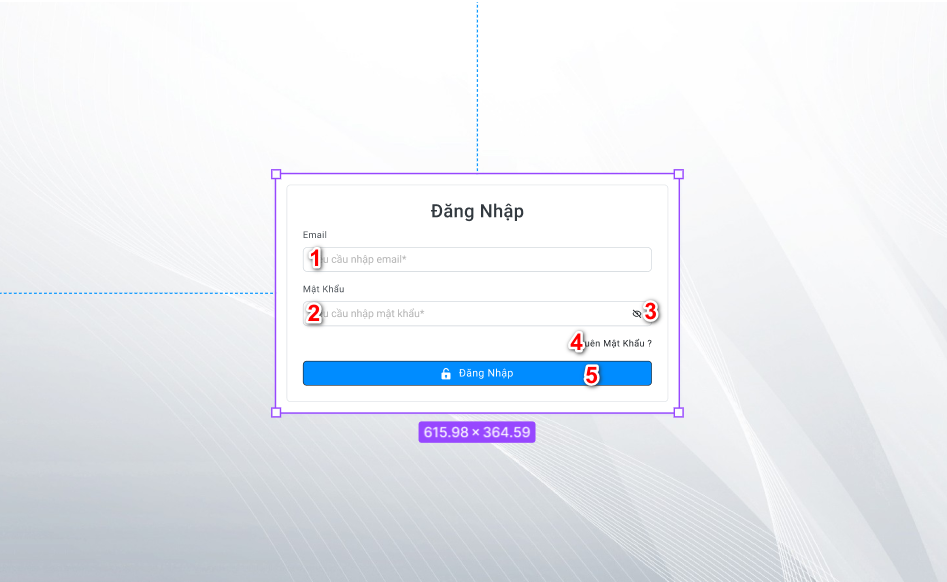 Đăng Nhập
Email
1 cầu nhập email*
Mật Khẩu
2 cầu nhập mật khẩu* 3
4 Mật Khẩu ?
Đăng Nhập 5
615.98 × 364.59